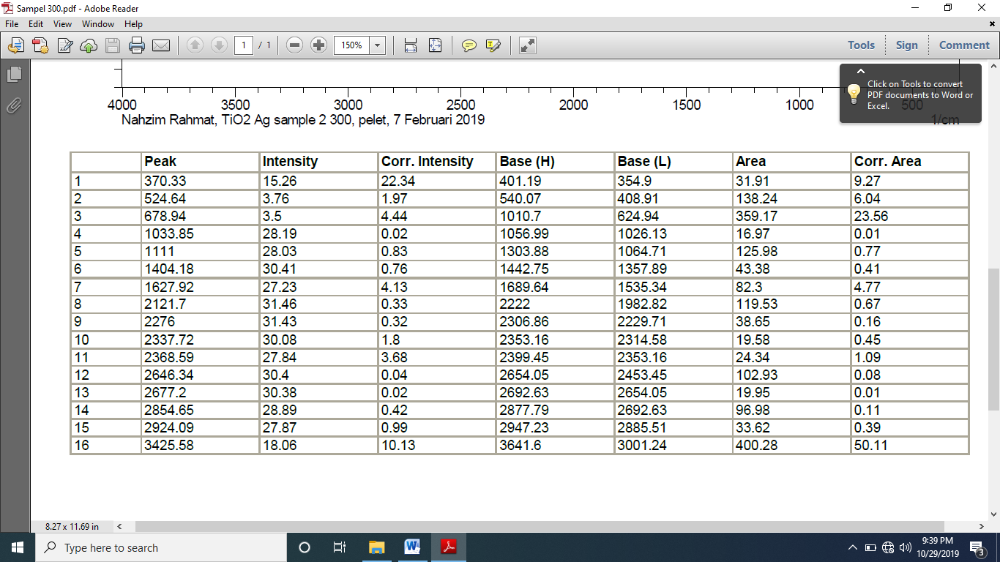 Sampel 300.pdf - Adobe Reader
File Edit View Window Help
1 / 1 150% Tools Sign Comment
Click on Tools to convert
PDF documents to Word or
Excel.
4000 3500 3000 2500 2000 1500 1000 500
Nahzim Rahmat, TiO2 Ag sample 2 300, pelet, 7 Februari 2019 1/cm
Peak Intensity Corr. Intensity Base (H) Base (L) Area Corr. Area
1 370.33 15.26 22.34 401.19 354.9 31.91 9.27
2 524.64 3.76 1.97 540.07 408.91 138.24 6.04
3 678.94 3.5 4.44 1010.7 624.94 359.17 23.56
4 1033.85 28.19 0.02 1056.99 1026.13 16.97 0.01
5 1111 28.03 0.83 1303.88 1064.71 125.98 0.77
6 1404.18 30.41 0.76 1442.75 1357.89 43.38 0.41
7 1627.92 27.23 4.13 1689.64 1535.34 82.3 4.77
8 2121.7 31.46 0.33 2222 1982.82 119.53 0.67
9 2276 31.43 0.32 2306.86 2229.71 38.65 0.16
10 2337.72 30.08 1.8 2353.16 2314.58 19.58 0.45
11 2368.59 27.84 3.68 2399.45 2353.16 24.34 1.09
12 2646.34 30.4 0.04 2654.05 2453.45 102.93 0.08
13 2677.2 30.38 0.02 2692.63 2654.05 19.95 0.01
14 2854.65 28.89 0.42 2877.79 2692.63 96.98 0.11
15 2924.09 27.87 0.99 2947.23 2885.51 33.62 0.39
16 3425.58 18.06 10.13 3641.6 3001.24 400.28 50.11
8.27 x 11.69 in
Type here to search
9:39 PM
10/29/2019
3